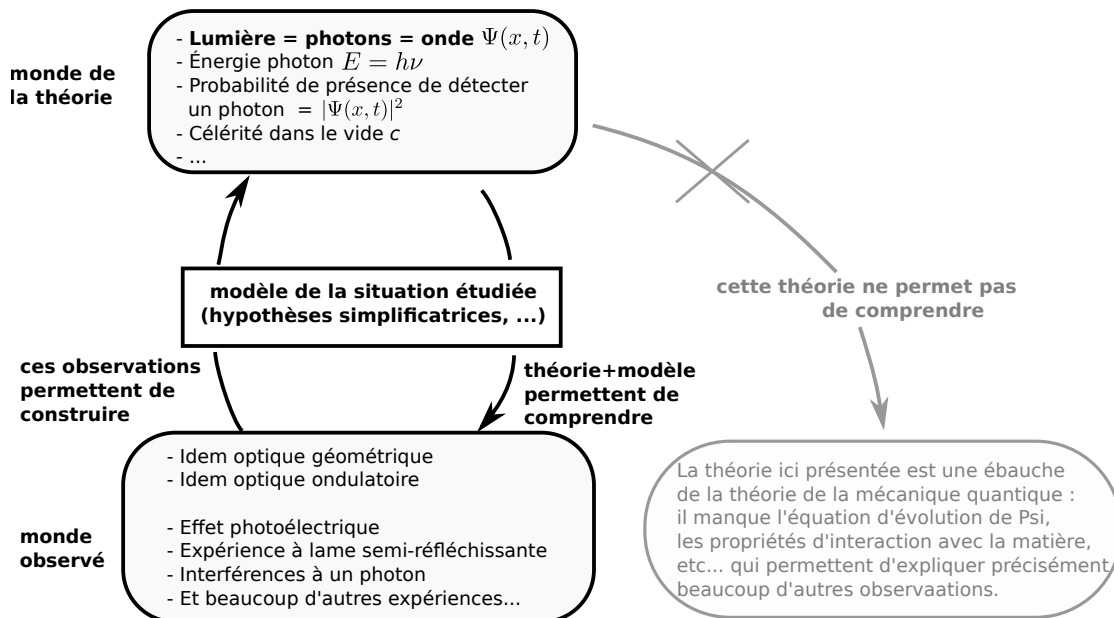 - Lumière = photons = onde Ψ(x, t)
- Énergie photon E = hν
- Probabilité de présence de détecter
un photon = |Ψ(x, t)|²
- Célérité dans le vide c
- ...
monde de
la théorie
modèle de la situation étudiée
(hypothèses simplificatrices, ...)
cette théorie ne permet pas
de comprendre
ces observations
permettent de
construire
théorie+modèle
permettent de
comprendre
monde
observé
- Idem optique géométrique
- Idem optique ondulatoire
- Effet photoélectrique
- Expérience à lame semi-réfléchissante
- Interférences à un photon
- Et beaucoup d'autres expériences...
La théorie ici présentée est une ébauche
de la théorie de la mécanique quantique :
il manque l'équation d'évolution de Psi,
les propriétés d'interaction avec la matière,
etc... qui permettent d'expliquer précisément
beaucoup d'autres observaations.